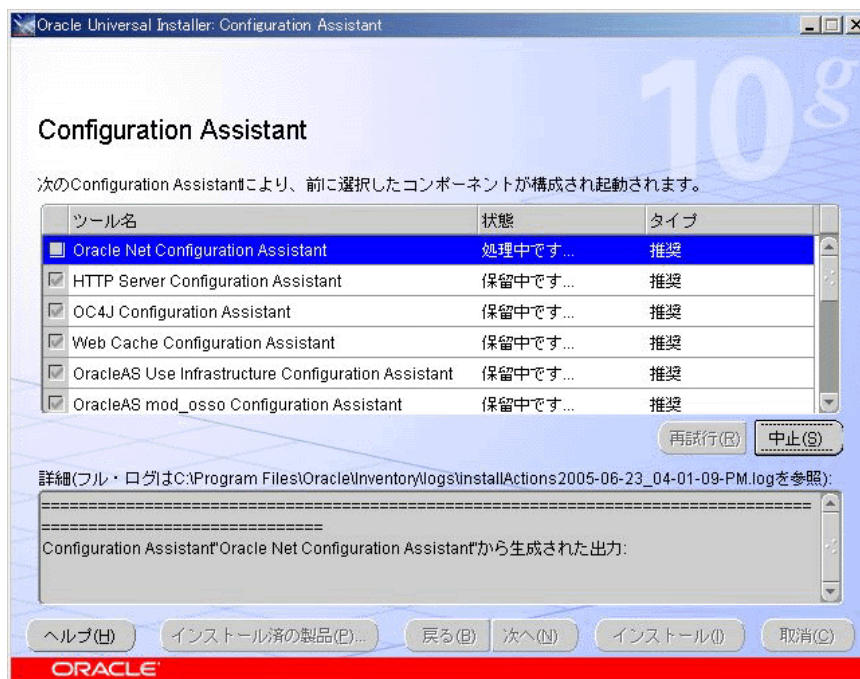 Oracle Universal Installer: Configuration Assistant
10g
Configuration Assistant
次のConfiguration Assistantにより、前に選択したコンポーネントが構成され起動されます。
ツール名 状態 タイプ
Oracle Net Configuration Assistant 処理中です... 推奨
HTTP Server Configuration Assistant 保留中です... 推奨
OC4J Configuration Assistant 保留中です... 推奨
Web Cache Configuration Assistant 保留中です... 推奨
OracleAS Use Infrastructure Configuration Assistant 保留中です... 推奨
OracleAS mod_osso Configuration Assistant 保留中です... 推奨
再試行(R) 中止(S)
詳細(フル・ログはC:\Program Files\Oracle\Inventory\logs\installActions2005-06-23_04-01-09-PM.logを参照):
Configuration Assistant"Oracle Net Configuration Assistant"から生成された出力:
ヘルプ(H) インストール済の製品(P)... 戻る(B) 次へ(N) インストール(I) 取消(C)
ORACLE